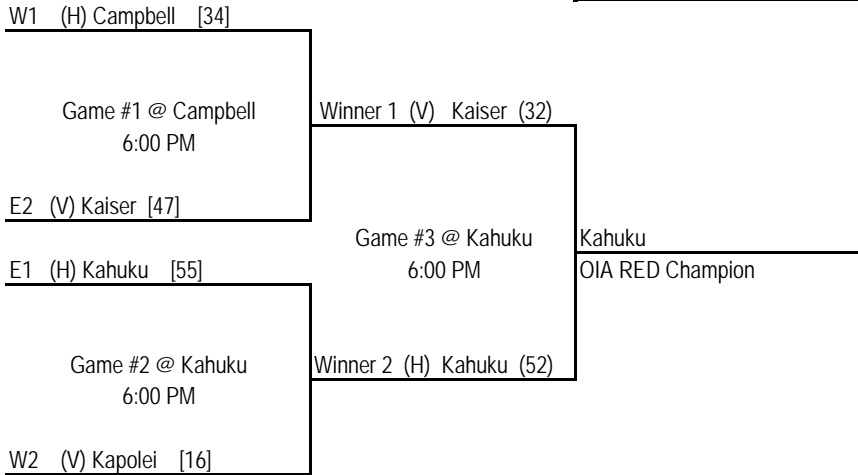 W1 (H) Campbell [34]
Game #1 @ Campbell
6:00 PM
Winner 1 (V) Kaiser (32)
E2 (V) Kaiser [47]
Game #3 @ Kahuku
6:00 PM
Kahuku
OIA RED Champion
E1 (H) Kahuku [55]
Game #2 @ Kahuku
6:00 PM
Winner 2 (H) Kahuku (52)
W2 (V) Kapolei [16]